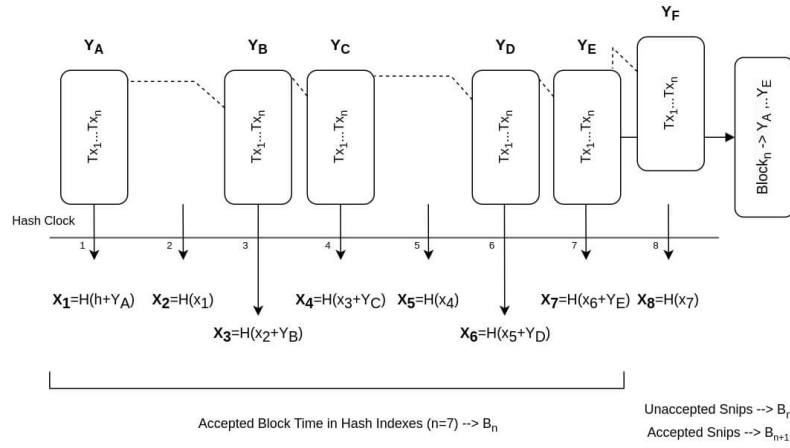 Y_A Y_B Y_C Y_D Y_E Y_F
Tx_1...Tx_n Tx_1...Tx_n Tx_1...Tx_n Tx_1...Tx_n Tx_1...Tx_n Tx_1...Tx_n Block_n -> Y_A ,...Y_E
Hash Clock
1 2 3 4 5 6 7 8
X_1=H(h+Y_A) X_2=H(x_1) X_4=H(x_3+Y_C) X_5=H(x_4) X_7=H(x_6+Y_E) X_8=H(x_7)
X_3=H(x_2+Y_B) X_6=H(x_5+Y_D)
Accepted Block Time in Hash Indexes (n=7) --> B_n
Unaccepted Snips --> B_n
Accepted Snips --> B_n+1